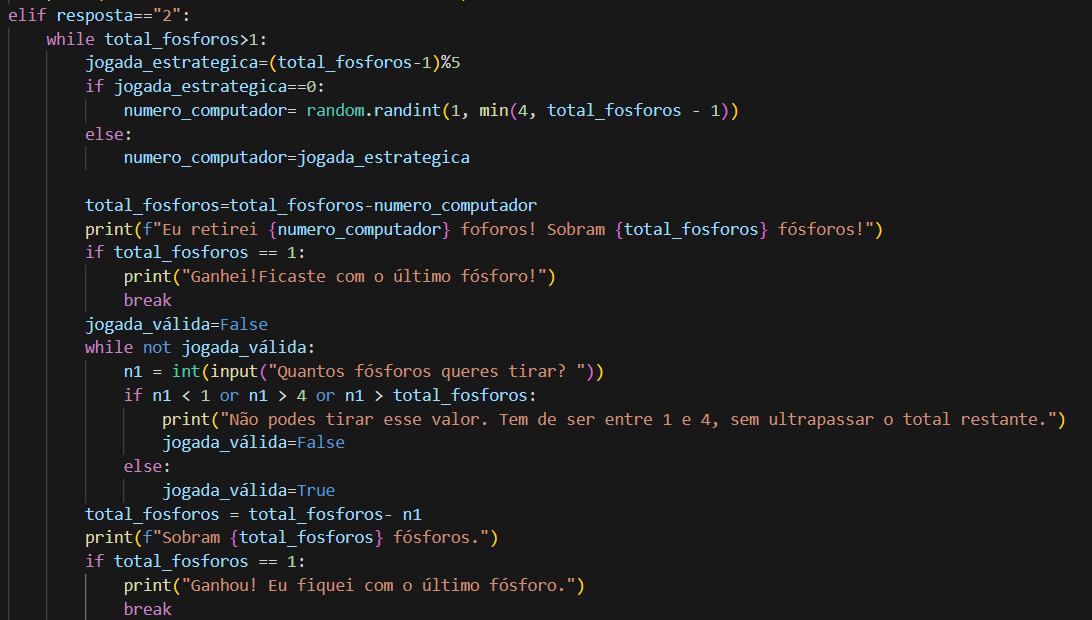 elif resposta=="2":
    while total_fosforos>1:
        jogada_estrategica=(total_fosforos-1)%5
        if jogada_estrategica==0:
            numero_computador= random.randint(1, min(4, total_fosforos - 1))
        else:
            numero_computador=jogada_estrategica

        total_fosforos=total_fosforos-numero_computador
        print(f"Eu retirei {numero_computador} foforos! Sobram {total_fosforos} fósforos!")
        if total_fosforos == 1:
            print("Ganhei!Ficaste com o último fósforo!")
            break
        jogada_válida=False
        while not jogada_válida:
            n1 = int(input("Quantos fósforos queres tirar? "))
            if n1 < 1 or n1 > 4 or n1 > total_fosforos:
                print("Não podes tirar esse valor. Tem de ser entre 1 e 4, sem ultrapassar o total restante.")
                jogada_válida=False
            else:
                jogada_válida=True
        total_fosforos = total_fosforos- n1
        print(f"Sobram {total_fosforos} fósforos.")
        if total_fosforos == 1:
            print("Ganhou! Eu fiquei com o último fósforo.")
            break